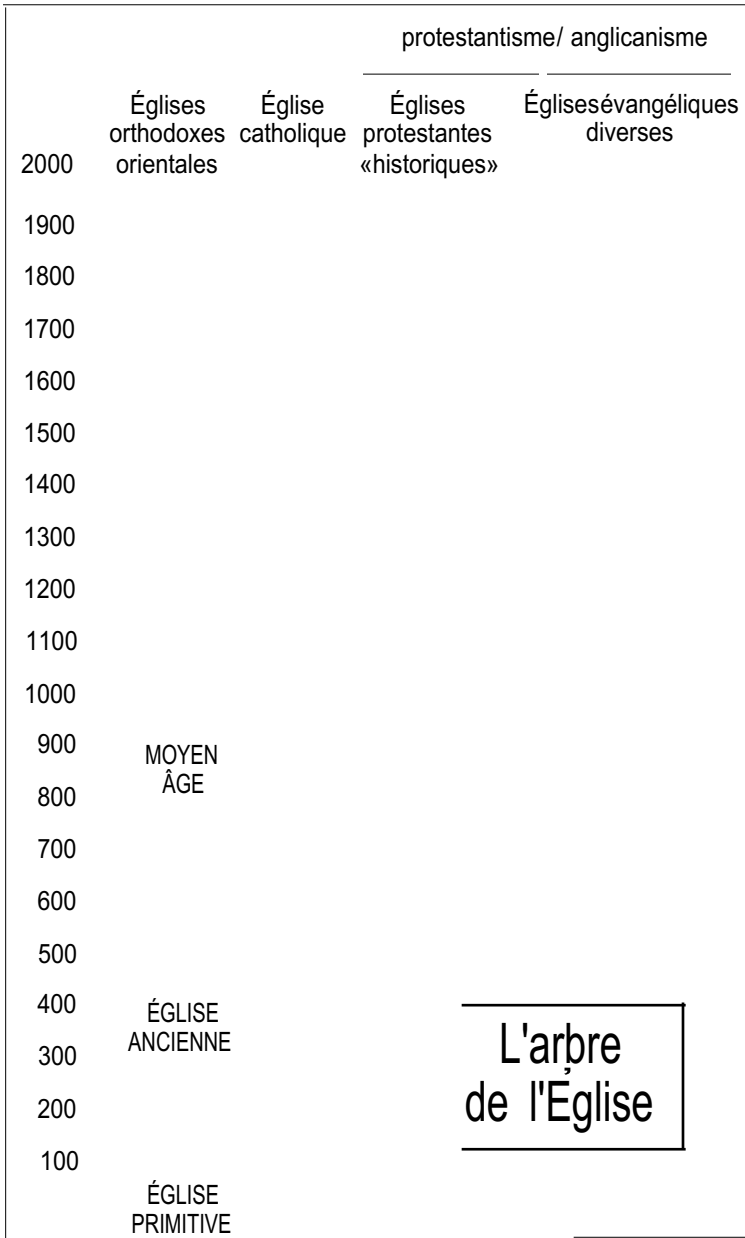 protestantisme/ anglicanisme
Églises
orthodoxes
orientales
Église
catholique
Églises
protestantes
«historiques»
Églisesévangéliques
diverses
2000
1900
1800
1700
1600
1500
1400
1300
1200
1100
1000
900
MOYEN
ÂGE
800
700
600
500
400
ÉGLISE
ANCIENNE
300
L'arbre
de l'Église
200
100
ÉGLISE
PRIMITIVE